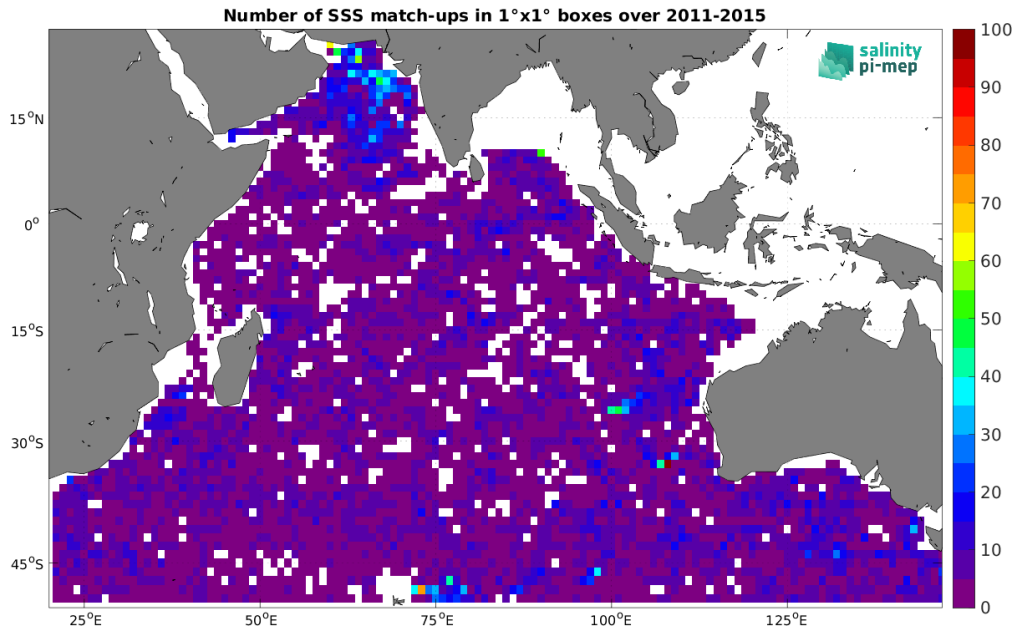 Number of SSS match-ups in 1°x1° boxes over 2011-2015
salinity
pi-mep
100
90
80
70
60
50
40
30
20
10
0
15°N
0°
15°S
30°S
45°S
25°E
50°E
75°E
100°E
125°E